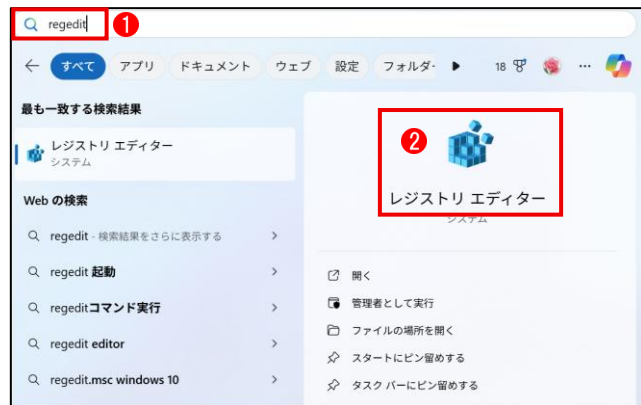 regedit
1
すべて アプリ ドキュメント ウェブ 設定 フォルダ・ 18 …
最も一致する検索結果
レジストリ エディター
システム
Web の検索
regedit - 検索結果をさらに表示する
regedit 起動
regeditコマンド実行
regedit editor
regedit.msc windows 10
2
レジストリ エディター
システム
開く
管理者として実行
ファイルの場所を開く
スタートにピン留めする
タスク バーにピン留めする